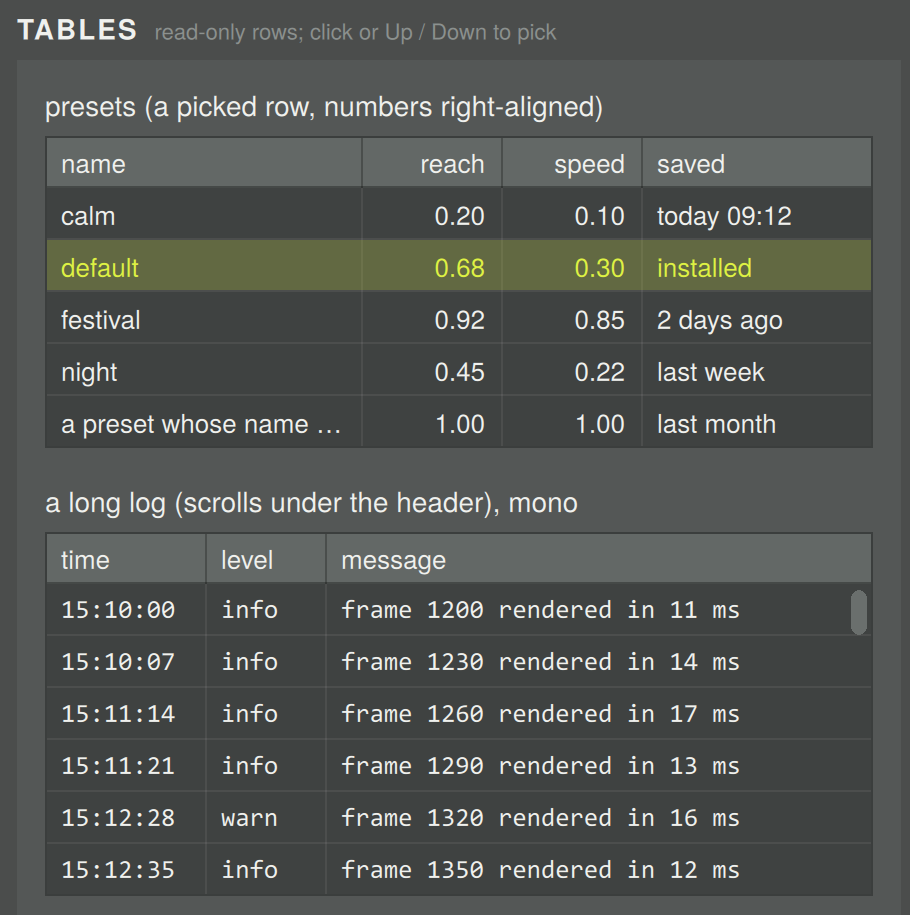 TABLES read-only rows; click or Up / Down to pick
presets (a picked row, numbers right-aligned)
name reach speed saved
calm 0.20 0.10 today 09:12
default 0.68 0.30 installed
festival 0.92 0.85 2 days ago
night 0.45 0.22 last week
a preset whose name … 1.00 1.00 last month
a long log (scrolls under the header), mono
time level message
15:10:00 info frame 1200 rendered in 11 ms
15:10:07 info frame 1230 rendered in 14 ms
15:11:14 info frame 1260 rendered in 17 ms
15:11:21 info frame 1290 rendered in 13 ms
15:12:28 warn frame 1320 rendered in 16 ms
15:12:35 info frame 1350 rendered in 12 ms